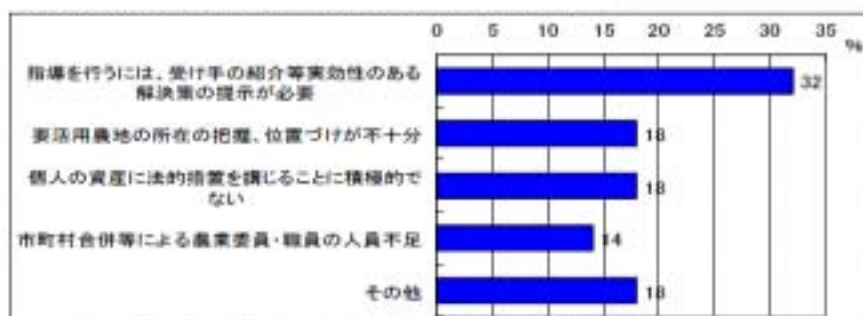 0 5 10 15 20 25 30 35
%
指導を行うには、受け手の紹介等実効性のある
解決策の提示が必要
32
要活用農地の所在の把握、位置づけが不十分
18
個人の資産に法的措置を講じることに積極的で
ない
18
市町村合併等による農業委員・職員の人員不足
14
その他
18